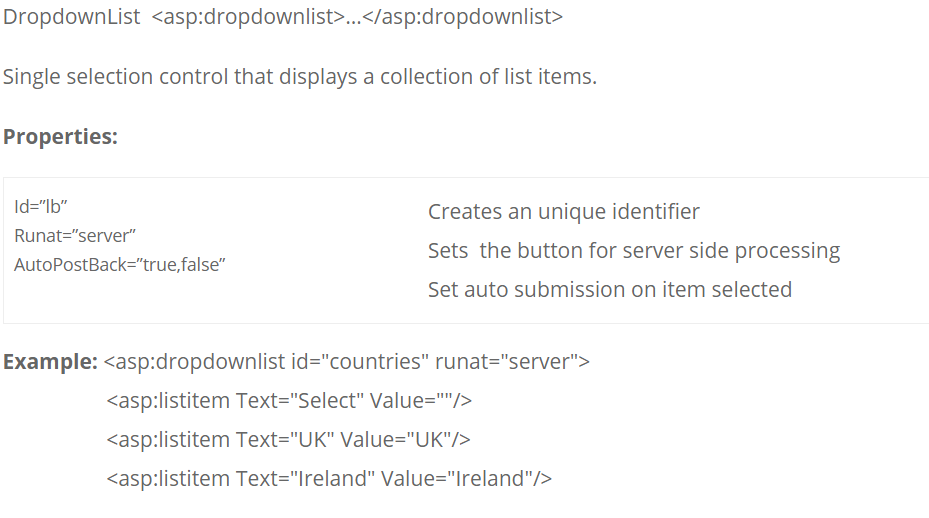 DropdownList <asp:dropdownlist>...</asp:dropdownlist>
Single selection control that displays a collection of list items.
Properties:
Id=”lb”
Runat=”server”
AutoPostBack=”true,false”
Creates an unique identifier
Sets the button for server side processing
Set auto submission on item selected
Example: <asp:dropdownlist id="countries" runat="server">
<asp:listitem Text="Select" Value=""/>
<asp:listitem Text="UK" Value="UK"/>
<asp:listitem Text="Ireland" Value="Ireland"/>